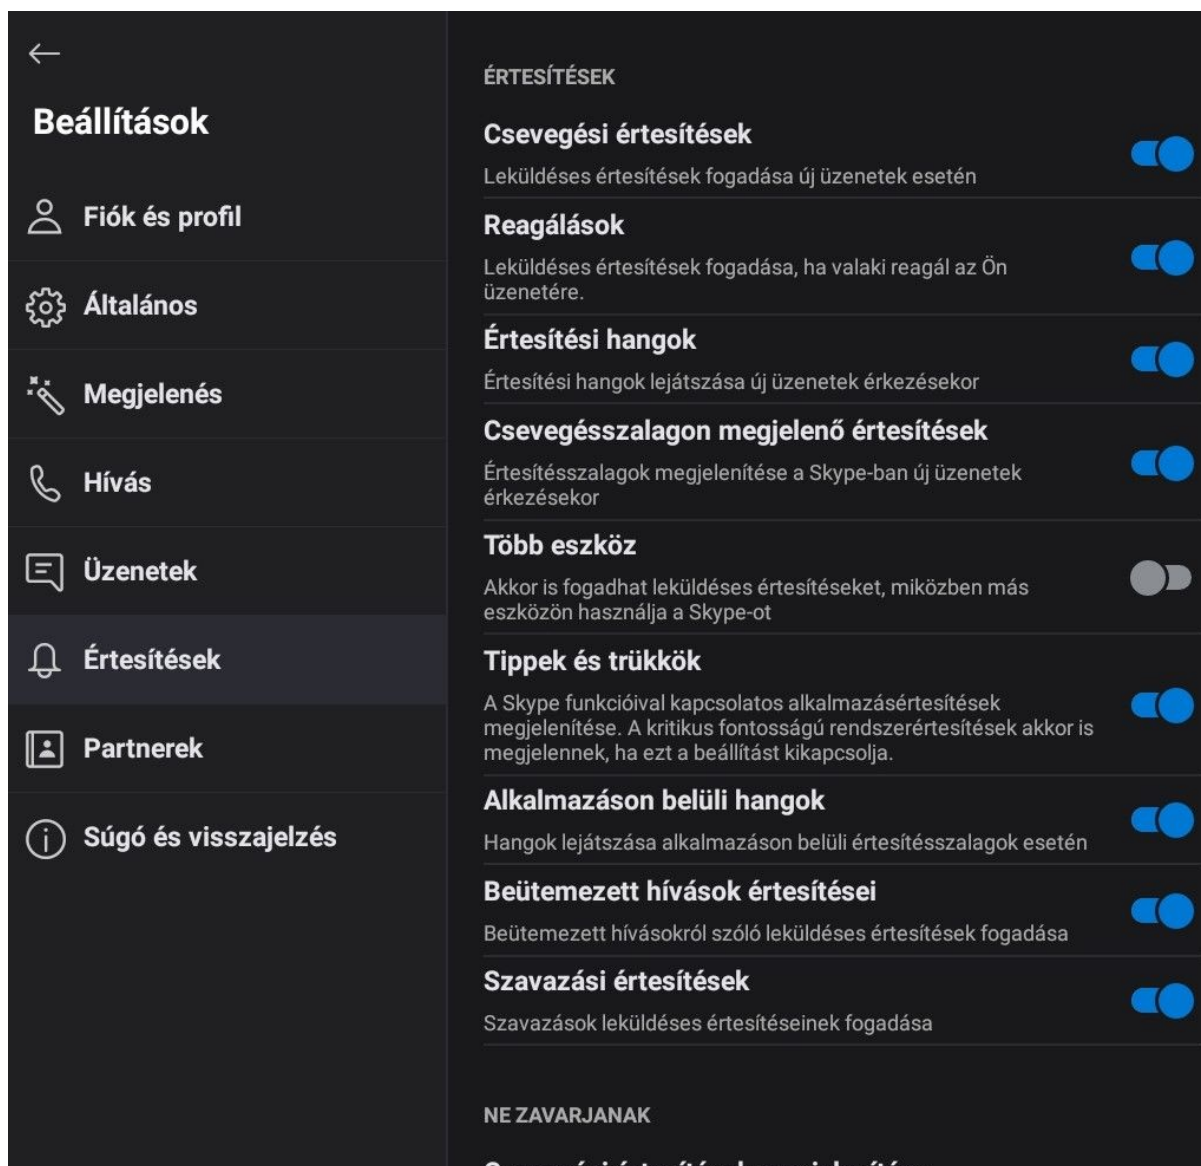 Beállítások
Fiók és profil
Általános
Megjelenés
Hívás
Üzenetek
Értesítések
Partnerek
Súgó és visszajelzés
ÉRTESÍTÉSEK
Csevegési értesítések
Leküldéses értesítések fogadása új üzenetek esetén
Reagálások
Leküldéses értesítések fogadása, ha valaki reagál az Ön
üzenetére.
Értesítési hangok
Értesítési hangok lejátszása új üzenetek érkezésekor
Csevegésszalagon megjelenő értesítések
Értesítésszalagok megjelenítése a Skype-ban új üzenetek
érkezésekor
Több eszköz
Akkor is fogadhat leküldéses értesítéseket, miközben más
eszközön használja a Skype-ot
Tippek és trükkök
A Skype funkcióival kapcsolatos alkalmazásértesítések
megjelenítése. A kritikus fontosságú rendszerértesítések akkor is
megjelennek, ha ezt a beállítást kikapcsolja.
Alkalmazáson belüli hangok
Hangok lejátszása alkalmazáson belüli értesítésszalagok esetén
Beütemezett hívások értesítései
Beütemezett hívásokról szóló leküldéses értesítések fogadása
Szavazási értesítések
Szavazások leküldéses értesítéseinek fogadása
NE ZAVARJANAK